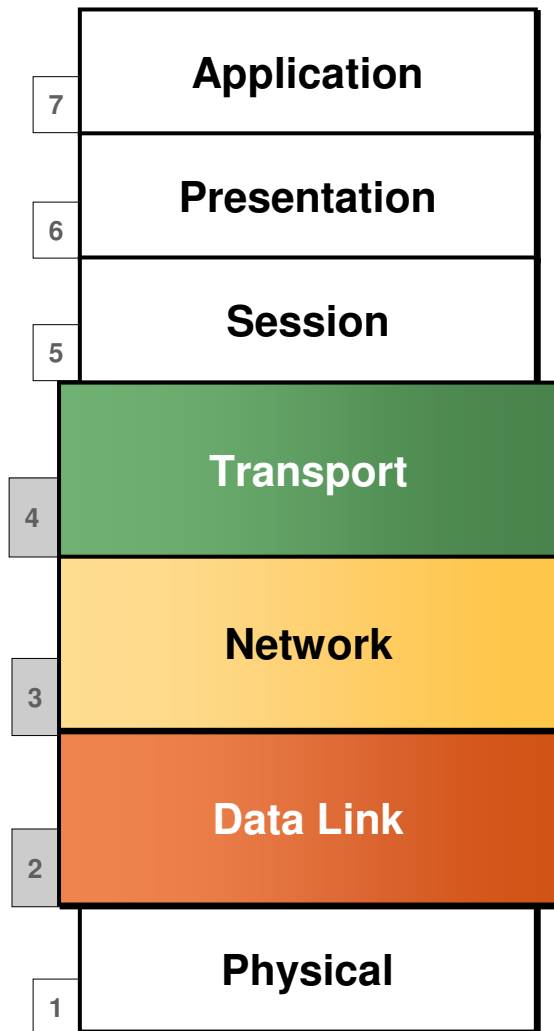 Application
7
Presentation
6
Session
5
Transport
4
Network
3
Data Link
2
Physical
1